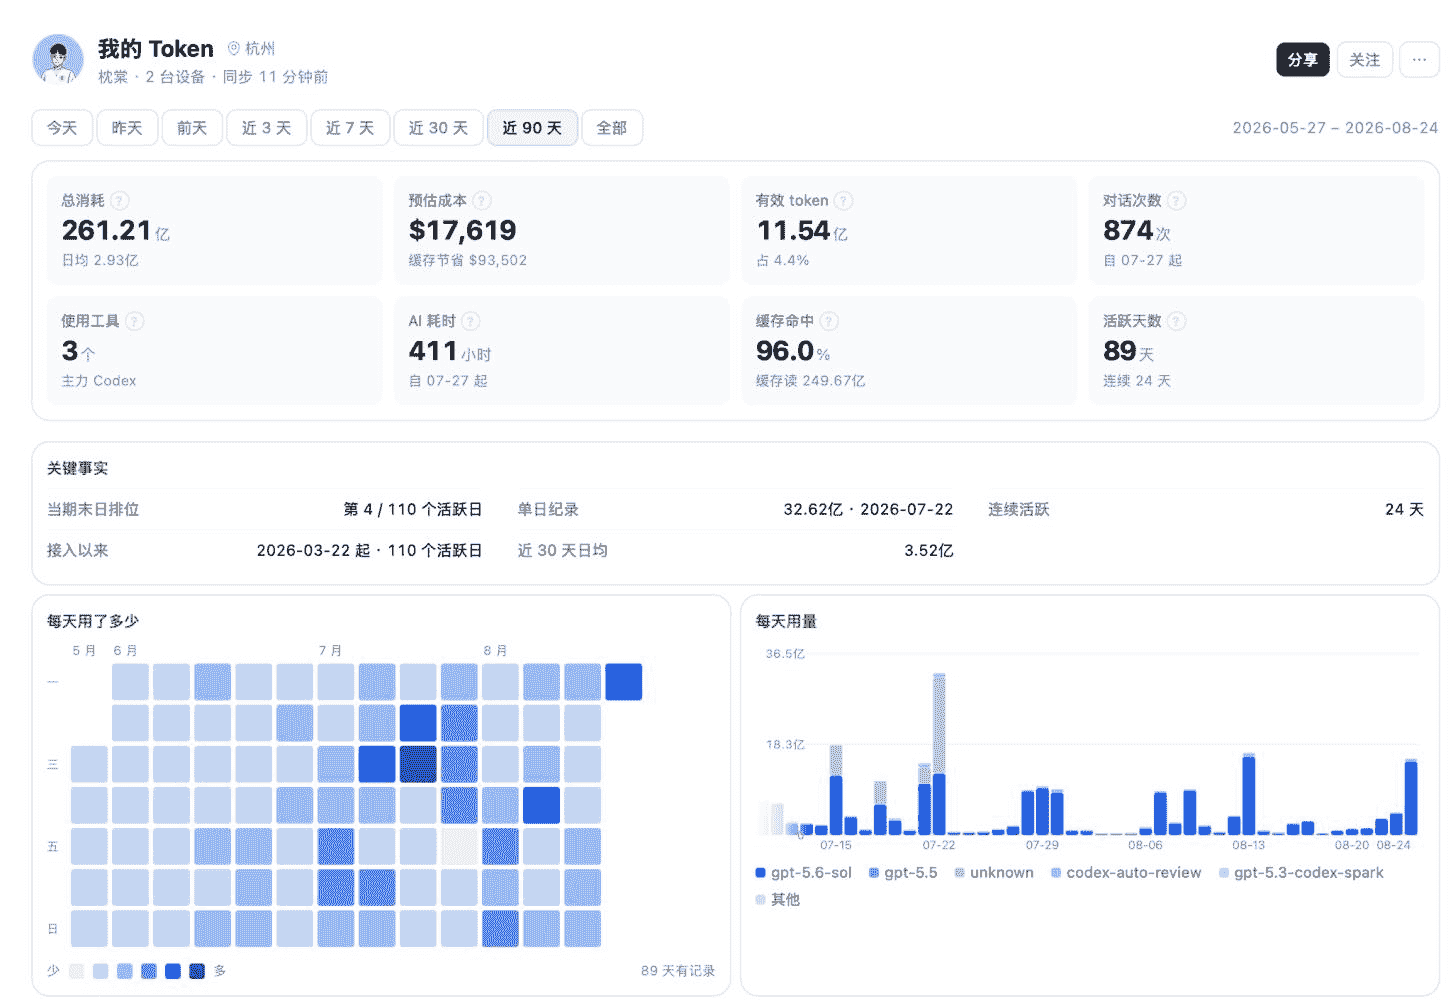 我的 Token 杭州
枕棠 · 2 台设备 · 同步 11 分钟前
分享 关注 ···
今天 昨天 前天 近 3 天 近 7 天 近 30 天 近 90 天 全部
2026-05-27 – 2026-08-24
总消耗 ?
261.21 亿
日均 2.93亿
预估成本 ?
$17,619
缓存节省 $93,502
有效 token ?
11.54 亿
占 4.4%
对话次数 ?
874 次
自 07-27 起
使用工具 ?
3 个
主力 Codex
AI 耗时 ?
411 小时
自 07-27 起
缓存命中 ?
96.0 %
缓存读 249.67亿
活跃天数 ?
89 天
连续 24 天
关键事实
当期末日排位 第 4 / 110 个活跃日
单日纪录 32.62亿 · 2026-07-22
连续活跃 24 天
接入以来 2026-03-22 起 · 110 个活跃日
近 30 天日均 3.52亿
每天用了多少
5 月 6 月 7 月 8 月
一
三
五
日
少 多
89 天有记录
每天用量
36.5亿
18.3亿
0
07-15 07-22 07-29 08-06 08-13 08-20 08-24
gpt-5.6-sol gpt-5.5 unknown codex-auto-review gpt-5.3-codex-spark
其他